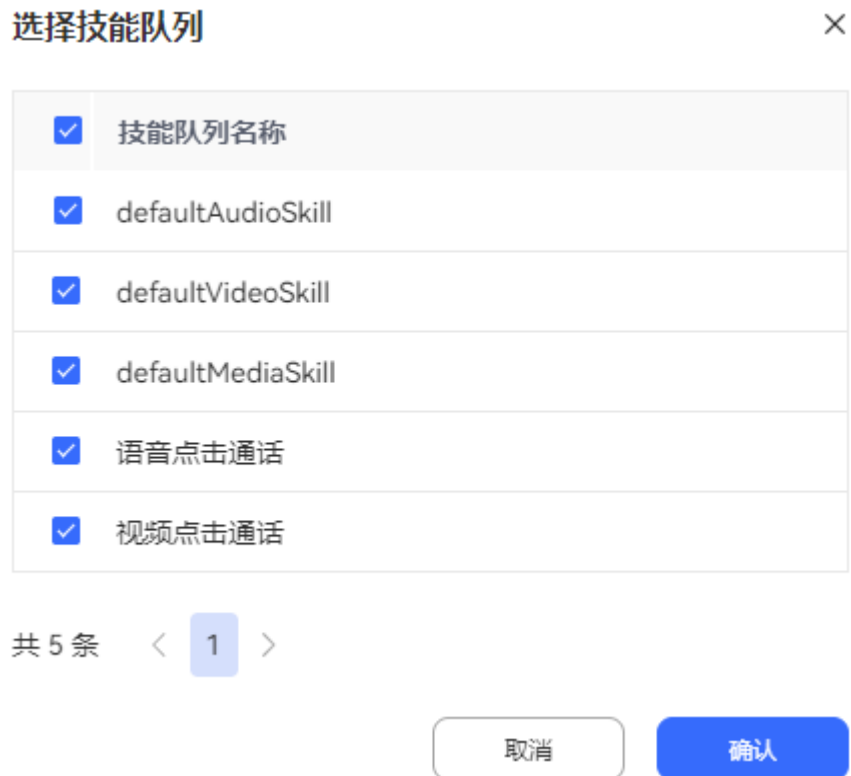 选择技能队列
技能队列名称
defaultAudioSkill
defaultVideoSkill
defaultMediaSkill
语音点击通话
视频点击通话
共 5 条 1
取消 确认